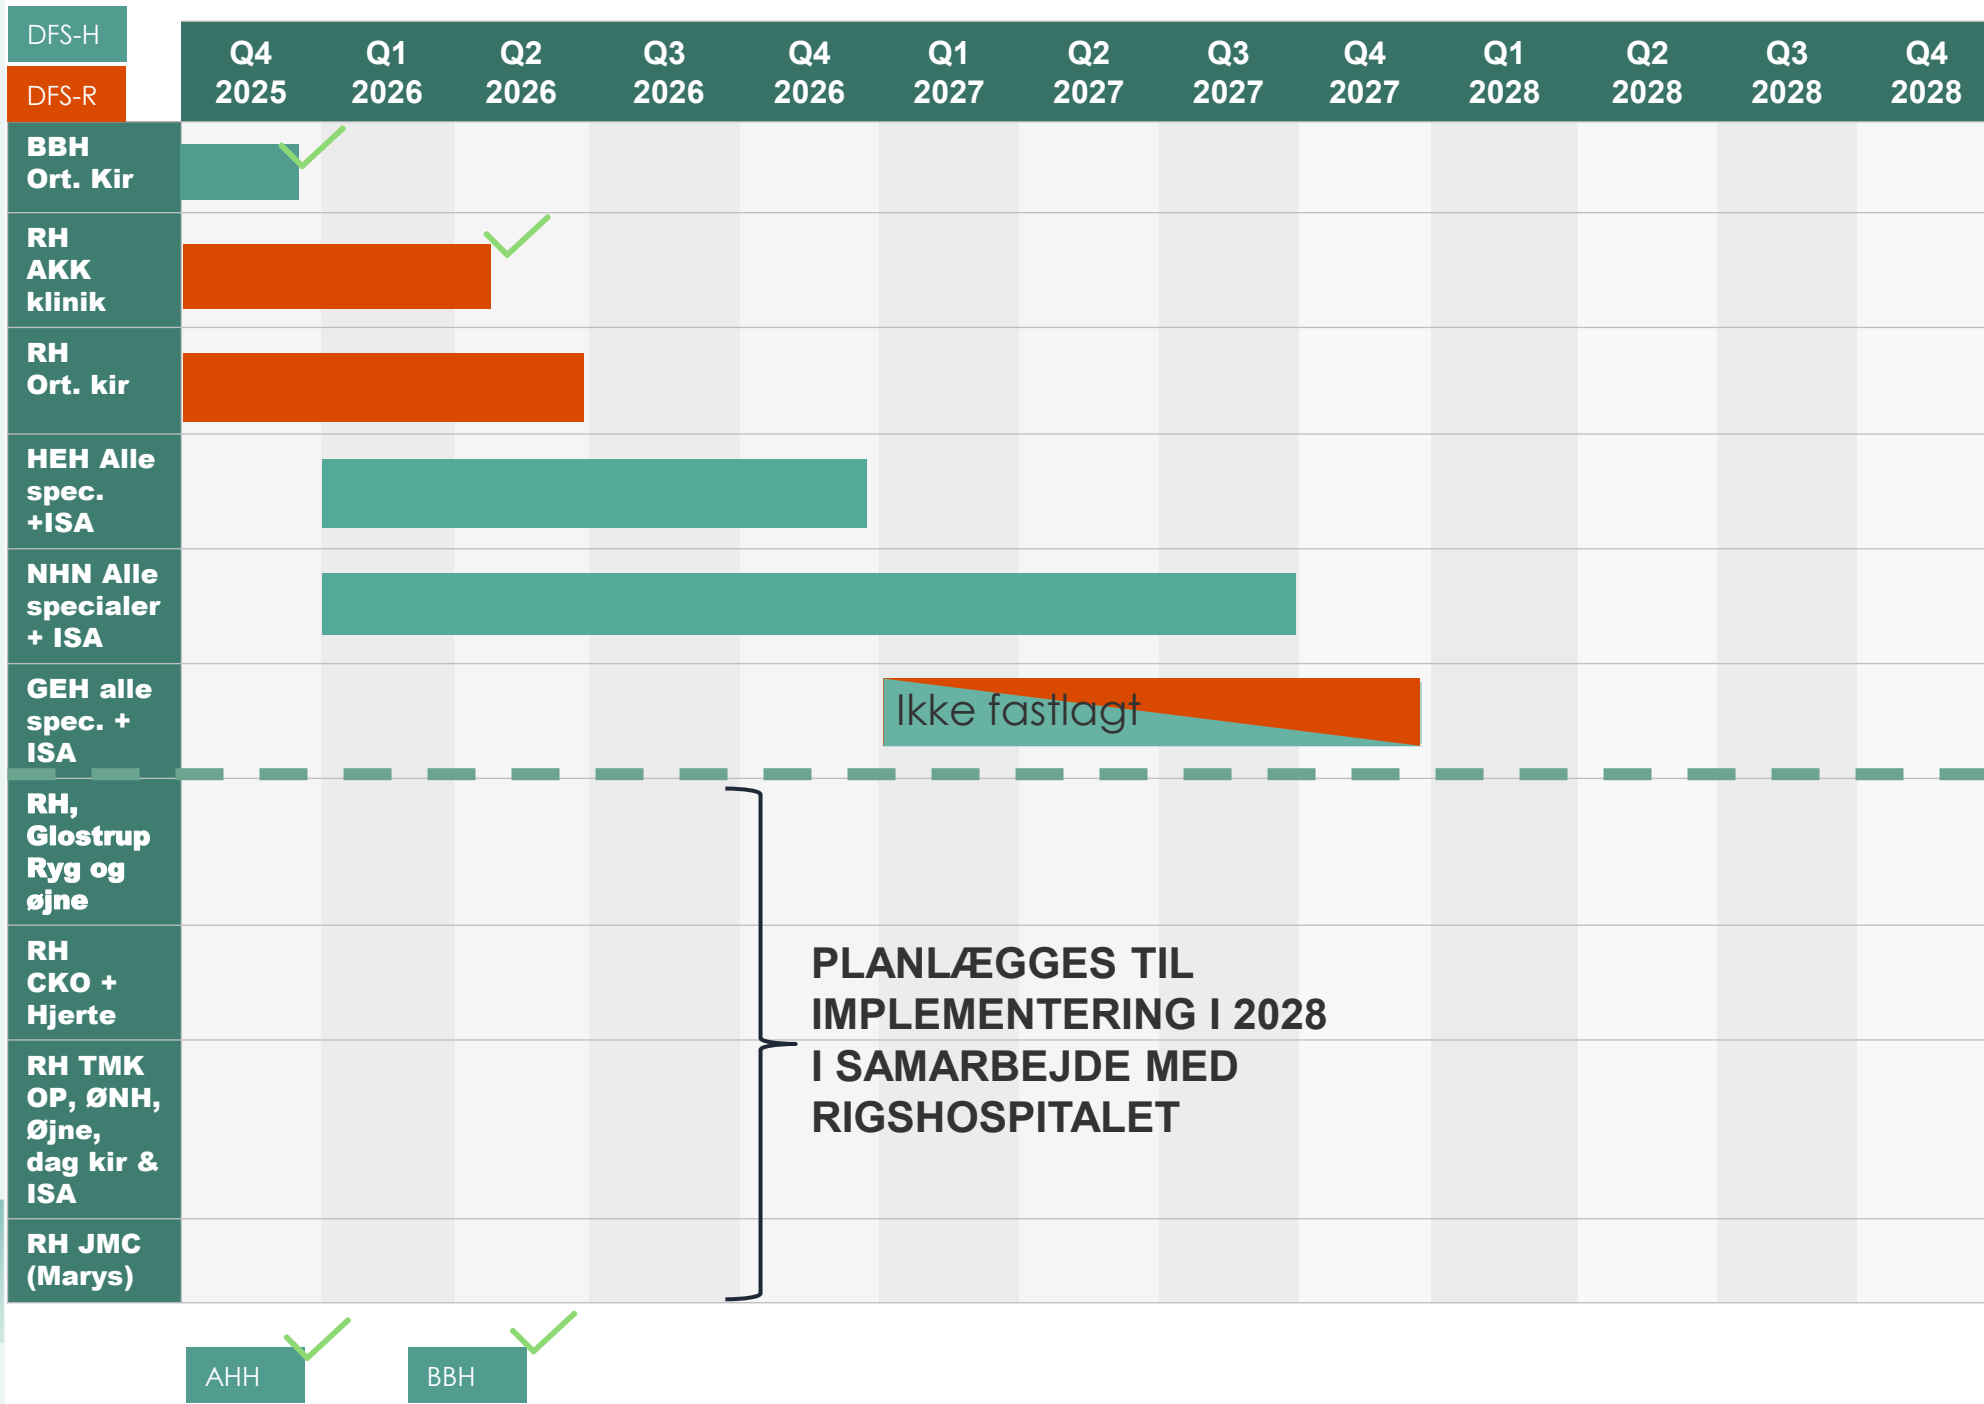 DFS-H
DFS-R
Q4
2025
Q1
2026
Q2
2026
Q3
2026
Q4
2026
Q1
2027
Q2
2027
Q3
2027
Q4
2027
Q1
2028
Q2
2028
Q3
2028
Q4
2028
BBH
Ort. Kir
RH
AKK
klinik
RH
Ort. kir
HEH Alle
spec.
+ISA
NHN Alle
specialer
+ ISA
GEH alle
spec. +
ISA
Ikke fastlagt
RH,
Glostrup
Ryg og
øjne
RH
CKO +
Hjerte
RH TMK
OP, ØNH,
Øjne,
dag kir &
ISA
RH JMC
(Marys)
PLANLÆGGES TIL
IMPLEMENTERING I 2028
I SAMARBEJDE MED
RIGSHOSPITALET
AHH
BBH